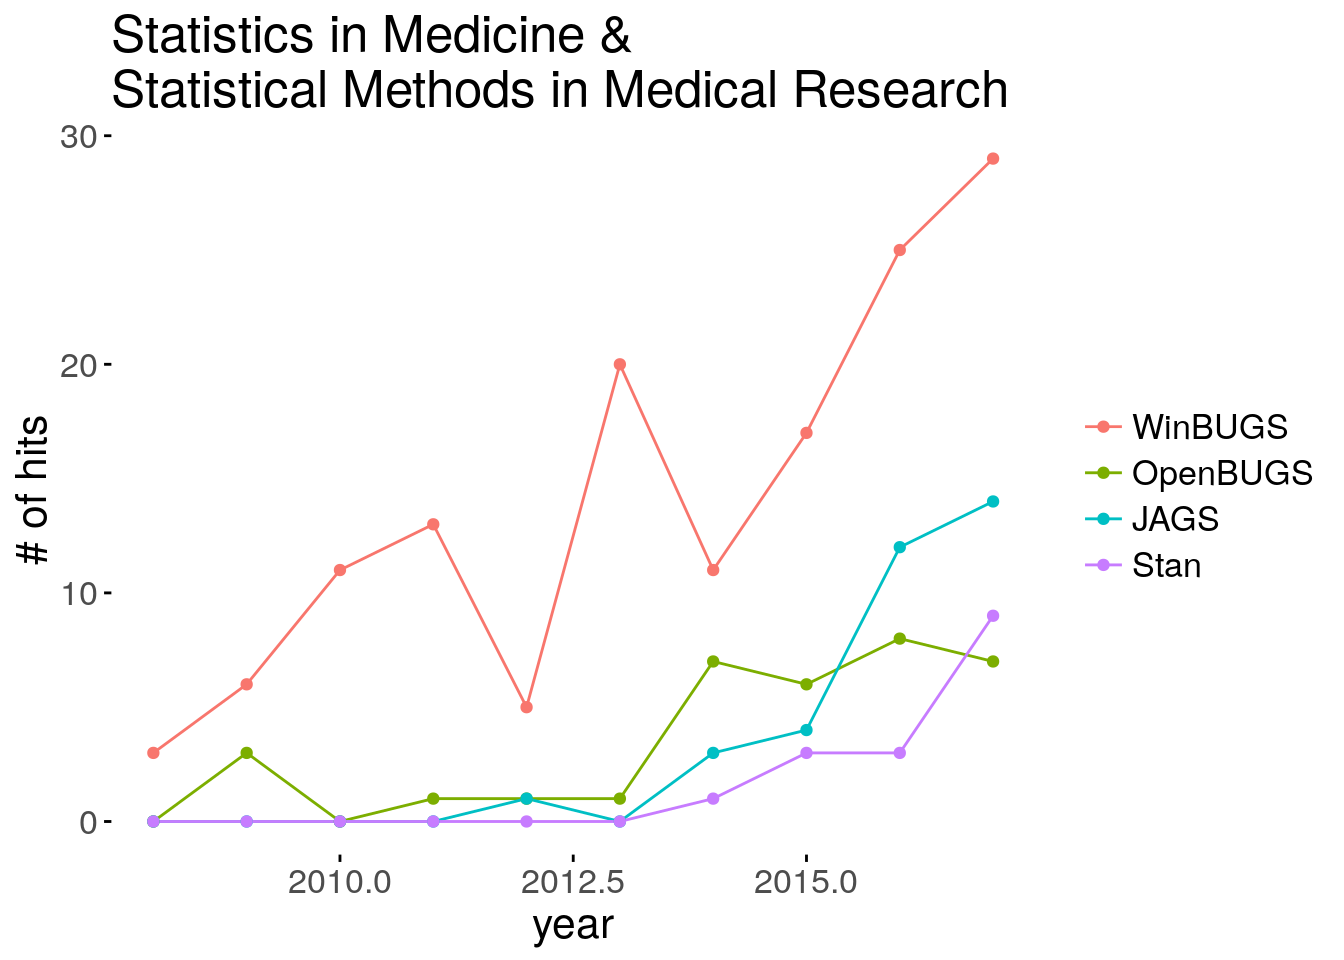 Statistics in Medicine &
Statistical Methods in Medical Research
30
20
10
0
# of hits
2010.0 2012.5 2015.0
year
WinBUGS
OpenBUGS
JAGS
Stan